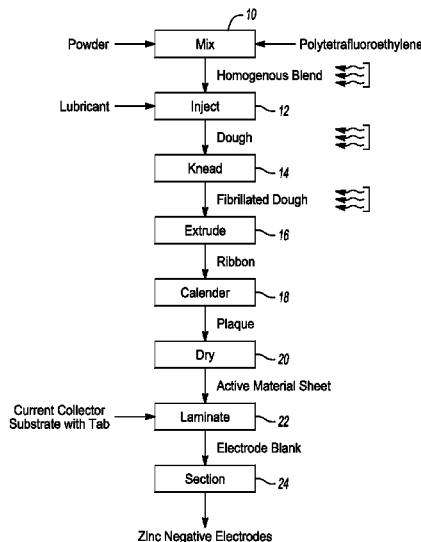 10
Powder Mix Polytetrafluoroethylene
Homogenous Blend
Lubricant Inject 12
Dough
Knead 14
Fibrillated Dough
Extrude 16
Ribbon
Calender 18
Plaque
Dry 20
Active Material Sheet
Current Collector
Substrate with Tab
Laminate 22
Electrode Blank
Section 24
Zinc Negative Electrodes